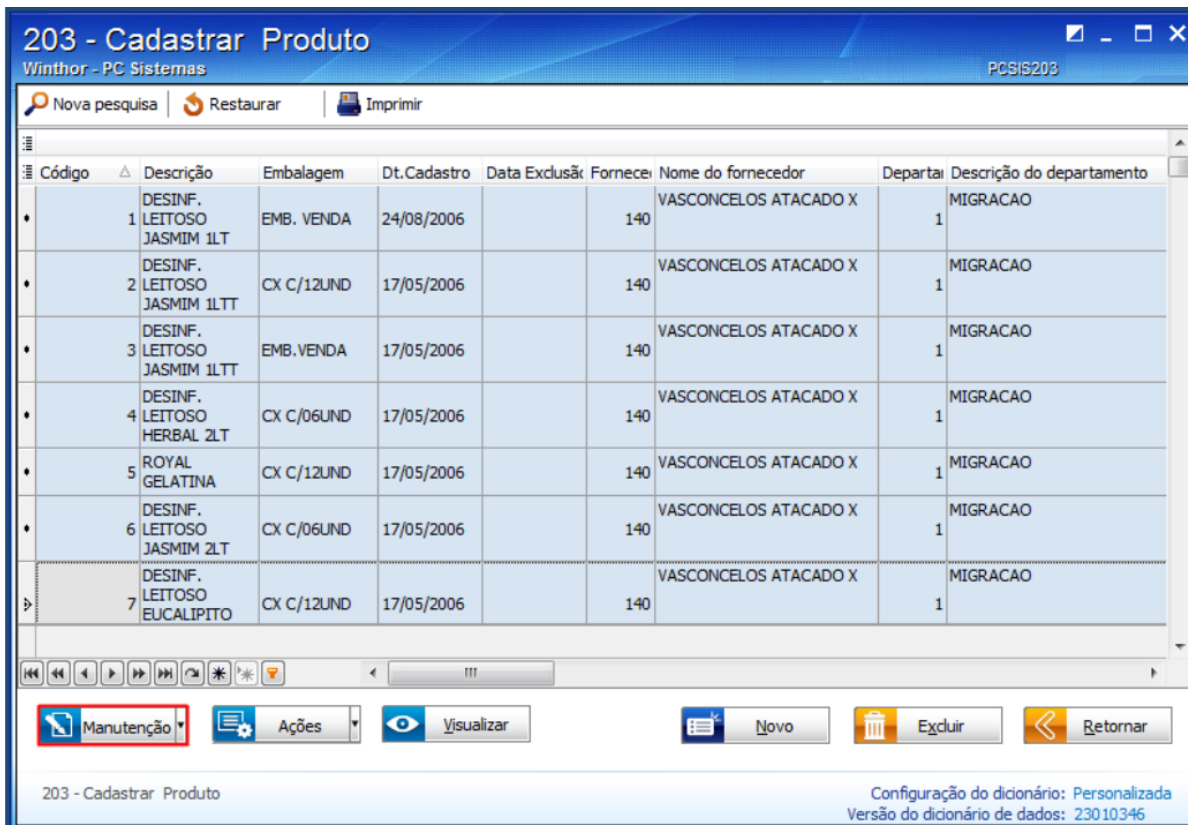 203 - Cadastrar Produto
Winthor - PC Sistemas
PCSIS203
Nova pesquisa Restaurar Imprimir
Código Descrição Embalagem Dt.Cadastro Data Exclusão Fornece Nome do fornecedor Departa Descrição do departamento
1 DESINF. LEITOSO JASMIM 1LT EMB. VENDA 24/08/2006 140 VASCONCELOS ATACADO X 1 MIGRACAO
2 DESINF. LEITOSO JASMIM 1LTT CX C/12UND 17/05/2006 140 VASCONCELOS ATACADO X 1 MIGRACAO
3 DESINF. LEITOSO JASMIM 1LTT EMB.VENDA 17/05/2006 140 VASCONCELOS ATACADO X 1 MIGRACAO
4 DESINF. LEITOSO HERBAL 2LT CX C/06UND 17/05/2006 140 VASCONCELOS ATACADO X 1 MIGRACAO
5 ROYAL GELATINA CX C/12UND 17/05/2006 140 VASCONCELOS ATACADO X 1 MIGRACAO
6 DESINF. LEITOSO JASMIM 2LT CX C/06UND 17/05/2006 140 VASCONCELOS ATACADO X 1 MIGRACAO
7 DESINF. LEITOSO EUCALIPITO CX C/12UND 17/05/2006 140 VASCONCELOS ATACADO X 1 MIGRACAO
Manutenção Ações Visualizar Novo Excluir Retornar
203 - Cadastrar Produto
Configuração do dicionário: Personalizada
Versão do dicionário de dados: 23010346